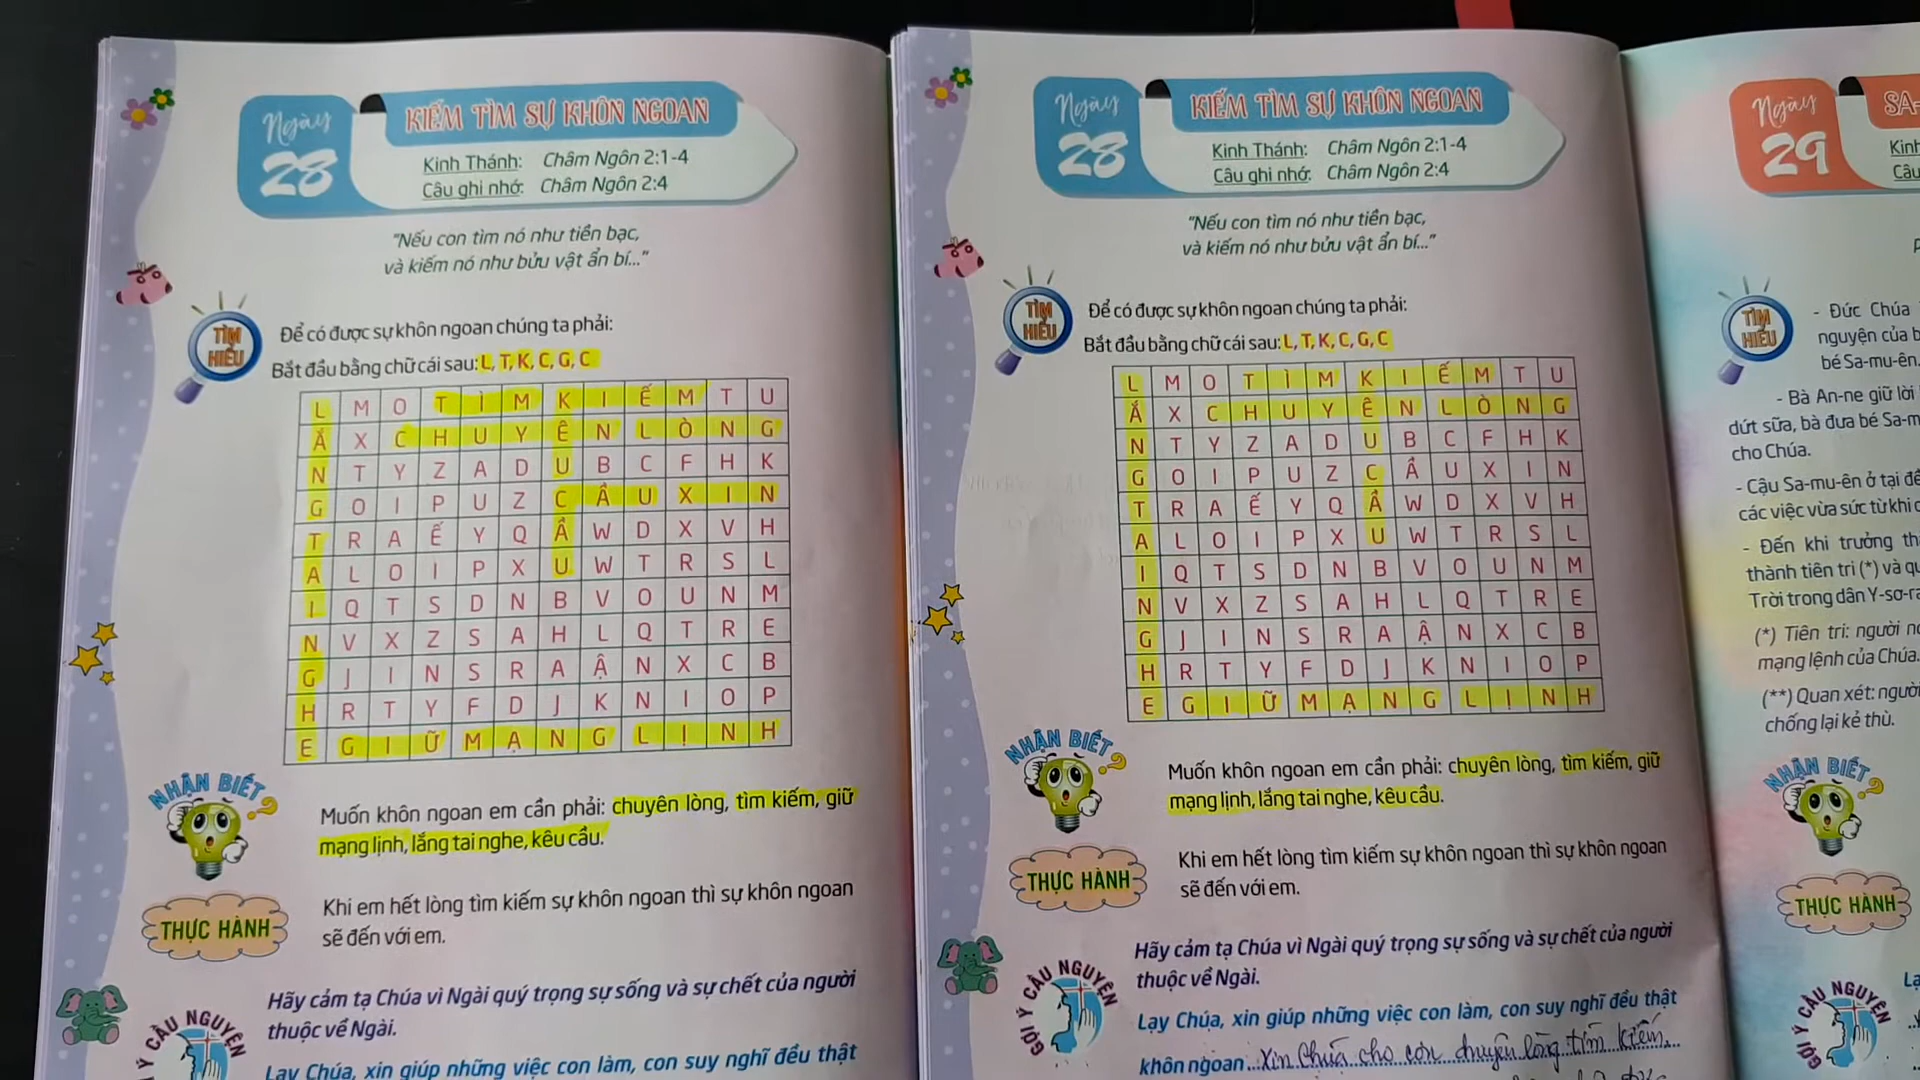 Ngày
28
KIẾM TÌM SỰ KHÔN NGOAN
Kinh Thánh: Châm Ngôn 2:1-4
Câu ghi nhớ: Châm Ngôn 2:4
"Nếu con tìm nó như tiền bạc,
và kiếm nó như bửu vật ẩn bí..."
TÌM
HIỂU
Để có được sự khôn ngoan chúng ta phải:
Bắt đầu bằng chữ cái sau: L, T, K, C, G, C
L M O T Ì M K I Ế M T U
Ắ X C H U Y Ê N L Ò N G
N T Y Z A D U B C F H K
G O I P U Z C Ầ U X I N
T R A Ế Y Q Ầ W D X V H
A L O I P X U W T R S L
I Q T S D N B V O U N M
N V X Z S A H L Q T R E
G J I N S R A Ậ N X C B
H R T Y F D J K N I O P
E G I Ữ M Ạ N G L Ị N H
NHẬN BIẾT ?
Muốn khôn ngoan em cần phải: chuyên lòng, tìm kiếm, giữ
mạng lịnh, lắng tai nghe, kêu cầu.
THỰC HÀNH
Khi em hết lòng tìm kiếm sự khôn ngoan thì sự khôn ngoan
sẽ đến với em.
Ý CẦU NGUYỆN
Hãy cảm tạ Chúa vì Ngài quý trọng sự sống và sự chết của người
thuộc về Ngài.
Lạy Chúa, xin giúp những việc con làm, con suy nghĩ đều thật
Ngày
28
KIẾM TÌM SỰ KHÔN NGOAN
Kinh Thánh: Châm Ngôn 2:1-4
Câu ghi nhớ: Châm Ngôn 2:4
"Nếu con tìm nó như tiền bạc,
và kiếm nó như bửu vật ẩn bí..."
TÌM
HIỂU
Để có được sự khôn ngoan chúng ta phải:
Bắt đầu bằng chữ cái sau: L, T, K, C, G, C
L M O T Ì M K I Ế M T U
Ắ X C H U Y Ê N L Ò N G
N T Y Z A D U B C F H K
G O I P U Z C Ầ U X I N
T R A Ế Y Q Ầ W D X V H
A L O I P X U W T R S L
I Q T S D N B V O U N M
N V X Z S A H L Q T R E
G J I N S R A Ậ N X C B
H R T Y F D J K N I O P
E G I Ữ M Ạ N G L Ị N H
NHẬN BIẾT ?
Muốn khôn ngoan em cần phải: chuyên lòng, tìm kiếm, giữ
mạng lịnh, lắng tai nghe, kêu cầu.
THỰC HÀNH
Khi em hết lòng tìm kiếm sự khôn ngoan thì sự khôn ngoan
sẽ đến với em.
GỢI Ý CẦU NGUYỆN
Hãy cảm tạ Chúa vì Ngài quý trọng sự sống và sự chết của người
thuộc về Ngài.
Lạy Chúa, xin giúp những việc con làm, con suy nghĩ đều thật
khôn ngoan...xin Chúa cho con chuyên lòng tìm kiếm
Ngày
29
SA-
Kinh
Câu
TÌM
HIỂU
- Đức Chúa
nguyện của b
bé Sa-mu-ên.
- Bà An-ne giữ lời
dứt sữa, bà đưa bé Sa-m
cho Chúa.
- Cậu Sa-mu-ên ở tại đề
các việc vừa sức từ khi c
- Đến khi trưởng th
thành tiên tri (*) và qu
Trời trong dân Y-sơ-ra
(*) Tiên tri: người n
mạng lệnh của Chúa.
(**) Quan xét: người
chống lại kẻ thù.
NHẬN BIẾT ?
THỰC HÀNH
GỢI Ý CẦU NGUYỆN
Lạ